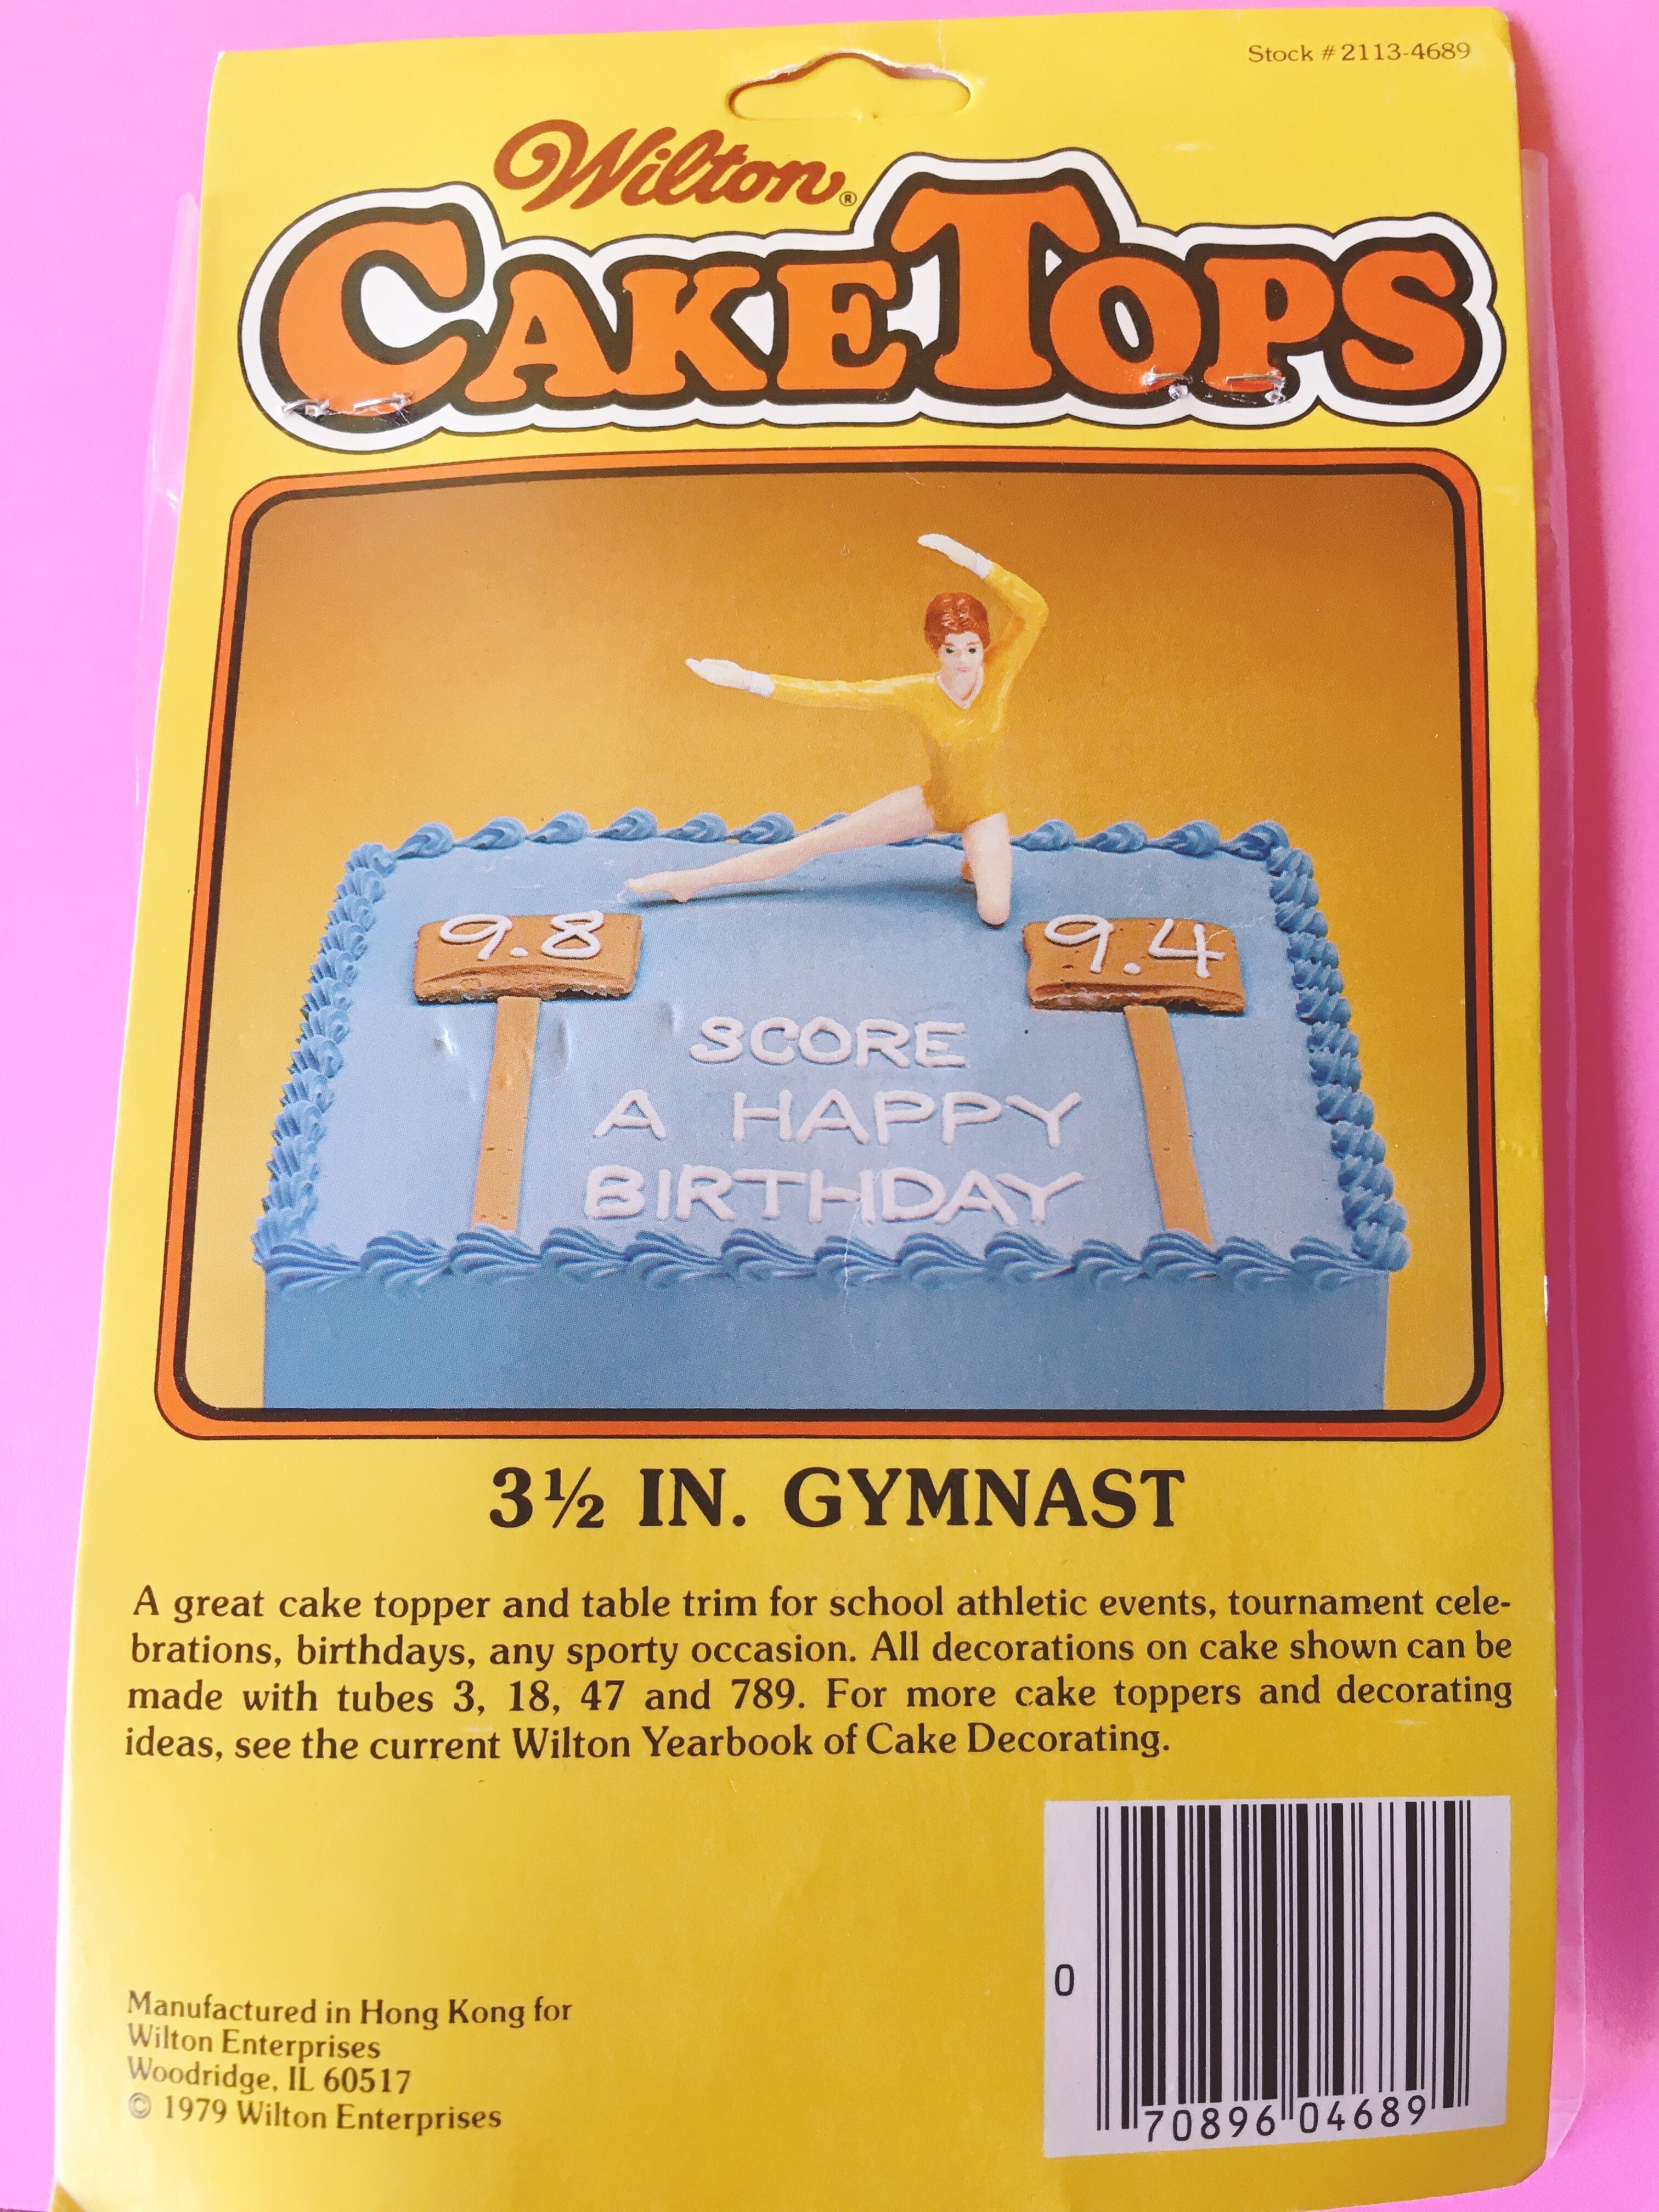 Stock # 2113-4689
Wilton®
CAKE TOPS
9.8
9.4
SCORE
A HAPPY
BIRTHDAY
3½ IN. GYMNAST
A great cake topper and table trim for school athletic events, tournament cele-
brations, birthdays, any sporty occasion. All decorations on cake shown can be
made with tubes 3, 18, 47 and 789. For more cake toppers and decorating
ideas, see the current Wilton Yearbook of Cake Decorating.
Manufactured in Hong Kong for
Wilton Enterprises
Woodridge, IL 60517
© 1979 Wilton Enterprises
0
70896 04689